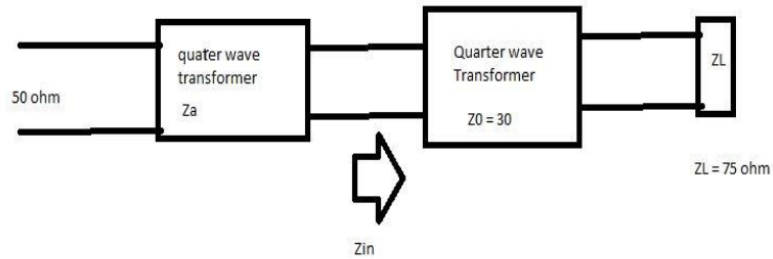 50 ohm
quater wave
transformer
Za
Zin
Quarter wave
Transformer
Z0 = 30
ZL
ZL = 75 ohm